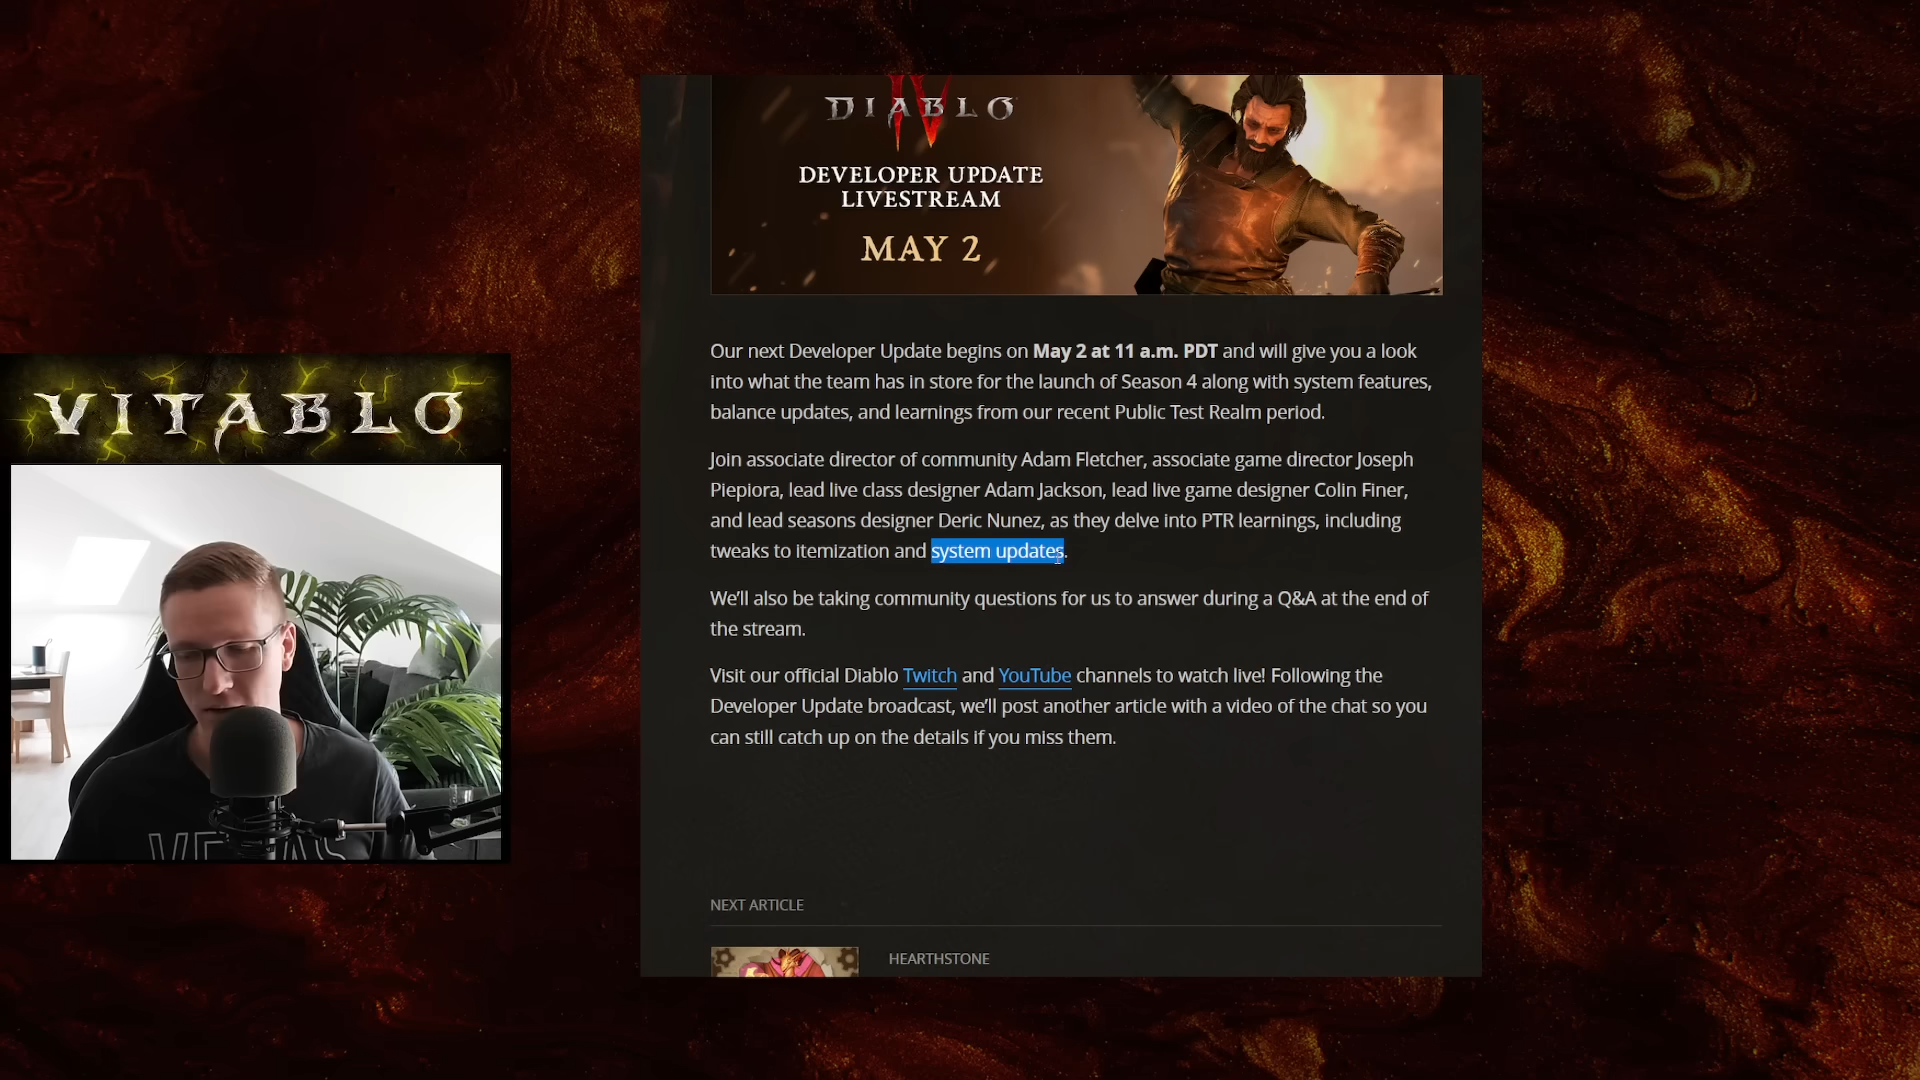 DIABLO
IV
DEVELOPER UPDATE
LIVESTREAM
MAY 2
Our next Developer Update begins on May 2 at 11 a.m. PDT and will give you a look
into what the team has in store for the launch of Season 4 along with system features,
balance updates, and learnings from our recent Public Test Realm period.
Join associate director of community Adam Fletcher, associate game director Joseph
Piepiora, lead live class designer Adam Jackson, lead live game designer Colin Finer,
and lead seasons designer Deric Nunez, as they delve into PTR learnings, including
tweaks to itemization and system updates.
We’ll also be taking community questions for us to answer during a Q&A at the end of
the stream.
Visit our official Diablo Twitch and YouTube channels to watch live! Following the
Developer Update broadcast, we’ll post another article with a video of the chat so you
can still catch up on the details if you miss them.
NEXT ARTICLE
HEARTHSTONE
VITABLO